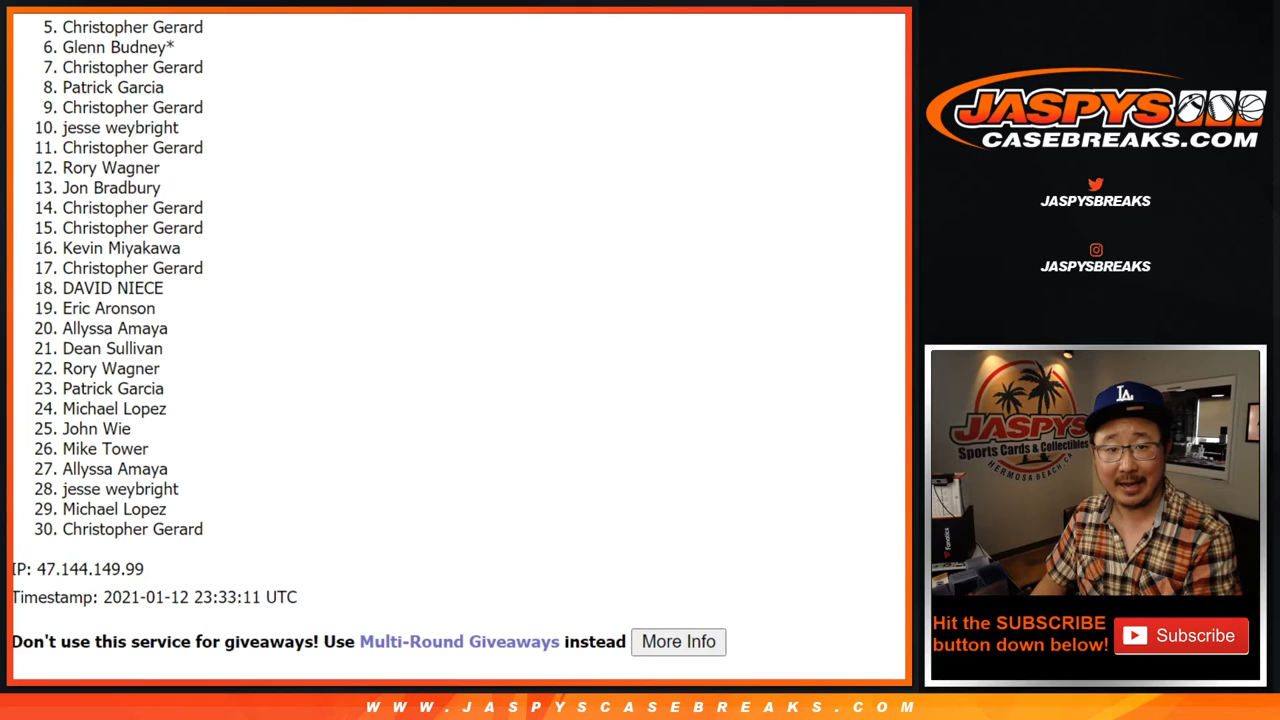 5. Christopher Gerard
6. Glenn Budney*
7. Christopher Gerard
8. Patrick Garcia
9. Christopher Gerard
10. jesse weybright
11. Christopher Gerard
12. Rory Wagner
13. Jon Bradbury
14. Christopher Gerard
15. Christopher Gerard
16. Kevin Miyakawa
17. Christopher Gerard
18. DAVID NIECE
19. Eric Aronson
20. Allyssa Amaya
21. Dean Sullivan
22. Rory Wagner
23. Patrick Garcia
24. Michael Lopez
25. John Wie
26. Mike Tower
27. Allyssa Amaya
28. jesse weybright
29. Michael Lopez
30. Christopher Gerard
IP: 47.144.149.99
Timestamp: 2021-01-12 23:33:11 UTC
Don't use this service for giveaways! Use Multi-Round Giveaways instead More Info
JASPYS
CASEBREAKS.COM
JASPYSBREAKS
JASPYSBREAKS
JASPYS
Sports Cards & Collectibles
HERMOSA BEACH, CA
LA
Fanatics
Hit the SUBSCRIBE
button down below!
Subscribe
WWW.JASPYSCASEBREAKS.COM